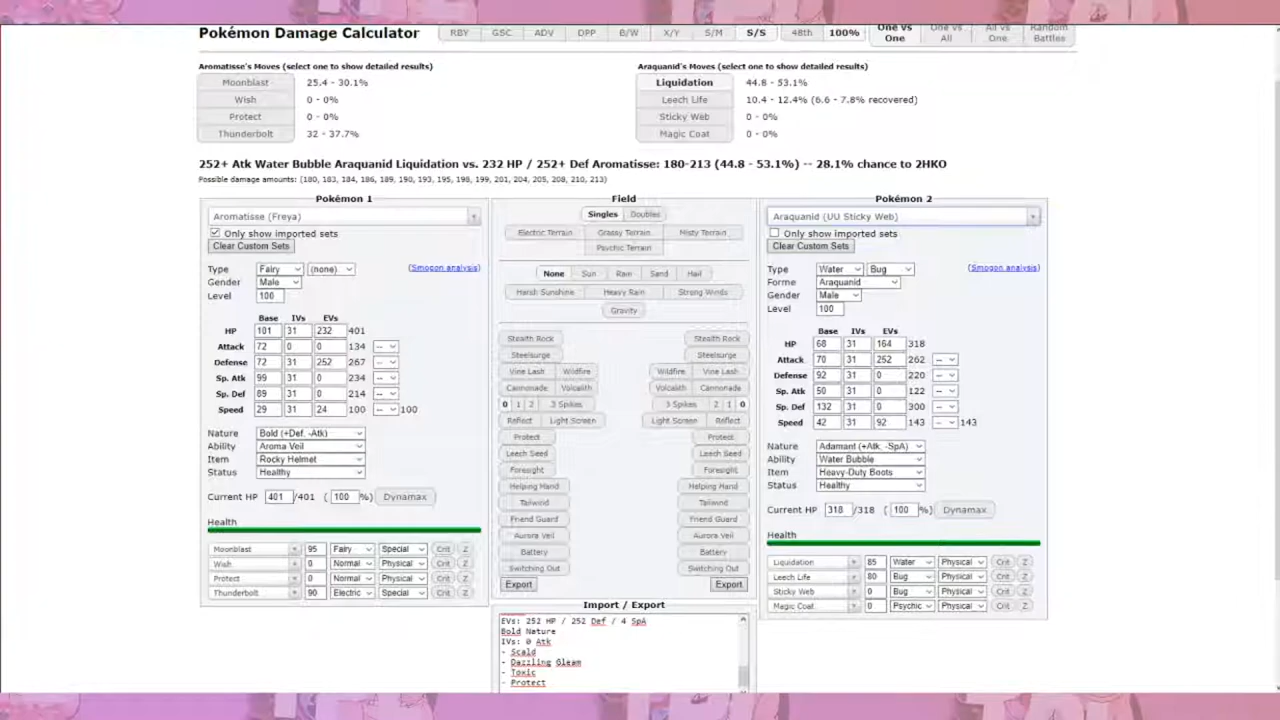 Pokémon Damage Calculator
RBY GSC ADV DPP B/W X/Y S/M S/S 48th 100% One vs One One vs All All vs One Random Battles
Aromatisse's Moves (select one to show detailed results)
Moonblast 25.4 - 30.1%
Wish 0 - 0%
Protect 0 - 0%
Thunderbolt 32 - 37.7%
Araquanid's Moves (select one to show detailed results)
Liquidation 44.8 - 53.1%
Leech Life 10.4 - 12.4% (6.6 - 7.8% recovered)
Sticky Web 0 - 0%
Magic Coat 0 - 0%
252+ Atk Water Bubble Araquanid Liquidation vs. 232 HP / 252+ Def Aromatisse: 180-213 (44.8 - 53.1%) -- 28.1% chance to 2HKO
Possible damage amounts: (180, 183, 184, 186, 189, 190, 193, 195, 198, 199, 201, 204, 205, 208, 210, 213)
Pokémon 1
Aromatisse (Freya)
Only show imported sets
Clear Custom Sets
Type Fairy (none) (Smogon analysis)
Gender Male
Level 100
Base IVs EVs
HP 101 31 232 401
Attack 72 0 0 134 --
Defense 72 31 252 267 --
Sp. Atk 99 31 0 234 --
Sp. Def 89 31 0 214 --
Speed 29 31 24 100 -- 100
Nature Bold (+Def, -Atk)
Ability Aroma Veil
Item Rocky Helmet
Status Healthy
Current HP 401 /401 ( 100 %) Dynamax
Health
Moonblast 95 Fairy Special Crit Z
Wish 0 Normal Physical Crit Z
Protect 0 Normal Physical Crit Z
Thunderbolt 90 Electric Special Crit Z
Field
Singles Doubles
Electric Terrain Grassy Terrain Misty Terrain
Psychic Terrain
None Sun Rain Sand Hail
Harsh Sunshine Heavy Rain Strong Winds
Gravity
Stealth Rock Stealth Rock
Steelsurge Steelsurge
Vine Lash Wildfire Wildfire Vine Lash
Cannonade Volcalith Volcalith Cannonade
0 1 2 3 Spikes 3 Spikes 2 1 0
Reflect Light Screen Light Screen Reflect
Protect Protect
Leech Seed Leech Seed
Foresight Foresight
Helping Hand Helping Hand
Tailwind Tailwind
Friend Guard Friend Guard
Aurora Veil Aurora Veil
Battery Battery
Switching Out Switching Out
Export Export
Import / Export
EVs: 252 HP / 252 Def / 4 SpA
Bold Nature
IVs: 0 Atk
- Scald
- Dazzling Gleam
- Toxic
- Protect
Pokémon 2
Araquanid (UU Sticky Web)
Only show imported sets
Clear Custom Sets
Type Water Bug (Smogon analysis)
Forme Araquanid
Gender Male
Level 100
Base IVs EVs
HP 68 31 164 318
Attack 70 31 252 262 --
Defense 92 31 0 220 --
Sp. Atk 50 31 0 122 --
Sp. Def 132 31 0 300 --
Speed 42 31 92 143 -- 143
Nature Adamant (+Atk, -SpA)
Ability Water Bubble
Item Heavy-Duty Boots
Status Healthy
Current HP 318 /318 ( 100 %) Dynamax
Health
Liquidation 85 Water Physical Crit Z
Leech Life 80 Bug Physical Crit Z
Sticky Web 0 Bug Physical Crit Z
Magic Coat 0 Psychic Physical Crit Z